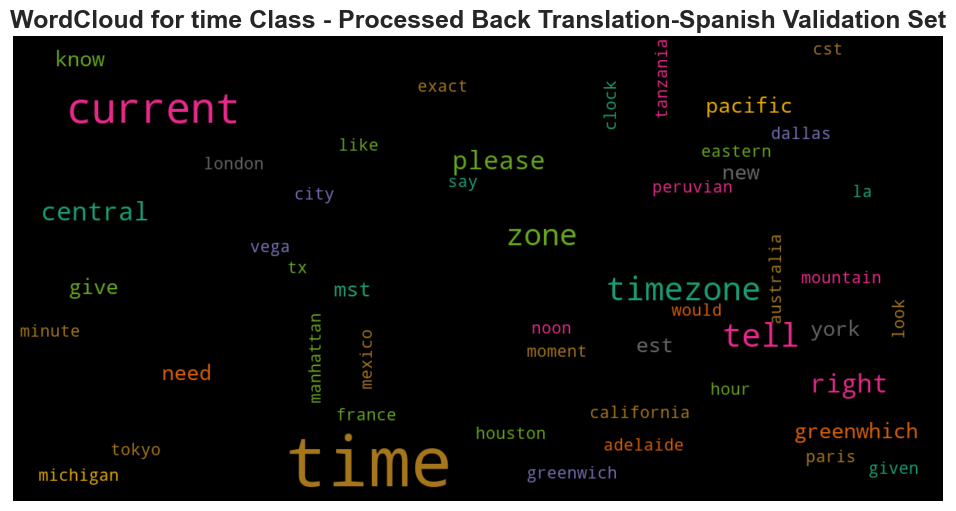 WordCloud for time Class - Processed Back Translation-Spanish Validation Set
know
cst
exact
clock
tanzania
current
pacific
dallas
like
eastern
please
london
new
say
peruvian
la
city
central
zone
vega
tx
australia
mountain
give
mst
timezone
would
look
minute
noon
tell
york
manhattan
mexico
moment
est
need
right
hour
france
california
houston
greenwhich
time
adelaide
tokyo
paris
michigan
greenwich
given